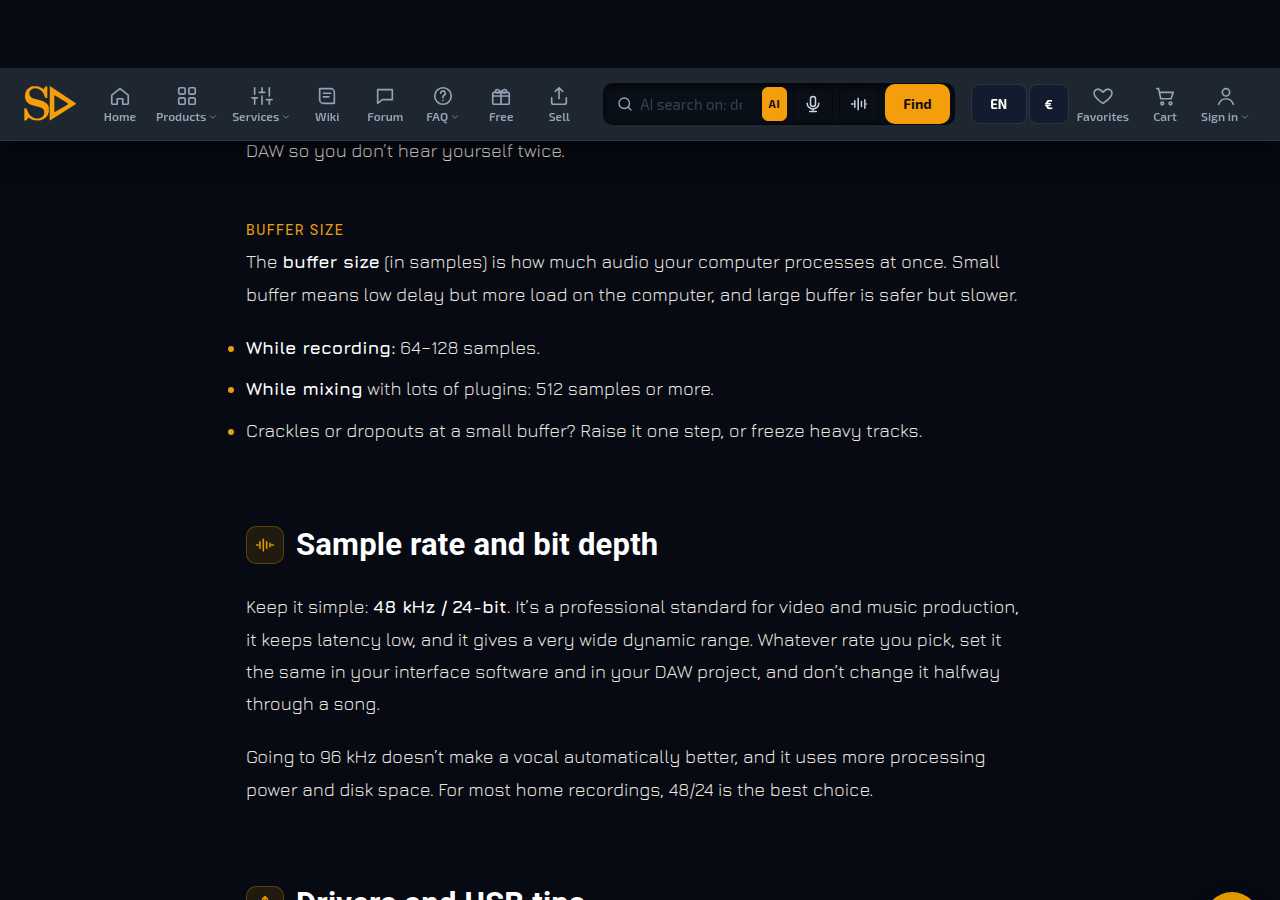 S
Home
Products
Services
Wiki
Forum
FAQ
Free
Sell
AI search on: dr
AI
Find
EN
€
Favorites
Cart
Sign in
DAW so you don't hear yourself twice.
BUFFER SIZE
The buffer size (in samples) is how much audio your computer processes at once. Small
buffer means low delay but more load on the computer, and large buffer is safer but slower.
While recording: 64–128 samples.
While mixing with lots of plugins: 512 samples or more.
Crackles or dropouts at a small buffer? Raise it one step, or freeze heavy tracks.
Sample rate and bit depth
Keep it simple: 48 kHz / 24-bit. It's a professional standard for video and music production,
it keeps latency low, and it gives a very wide dynamic range. Whatever rate you pick, set it
the same in your interface software and in your DAW project, and don't change it halfway
through a song.
Going to 96 kHz doesn't make a vocal automatically better, and it uses more processing
power and disk space. For most home recordings, 48/24 is the best choice.
Drivers and USB tips